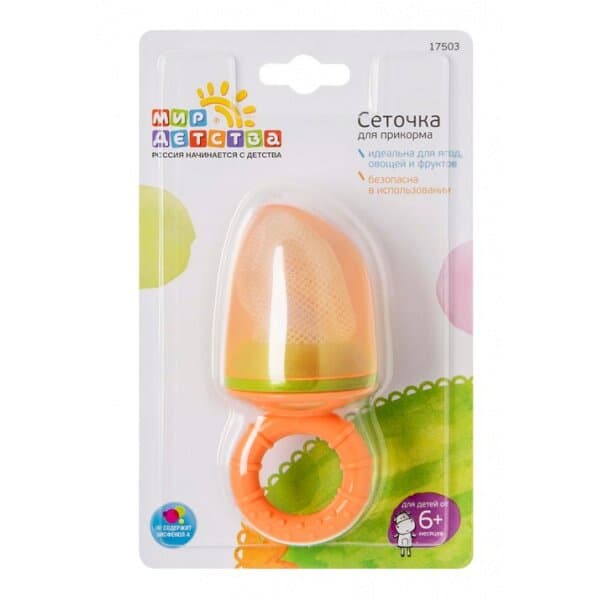 17503
МИР
ДЕТСТВА
РОССИЯ НАЧИНАЕТСЯ С ДЕТСТВА
Сеточка
для прикорма
идеальна для ягод,
овощей и фруктов
безопасна
в использовании
НЕ СОДЕРЖИТ
БИСФЕНОЛ А
для детей от
6+
месяцев